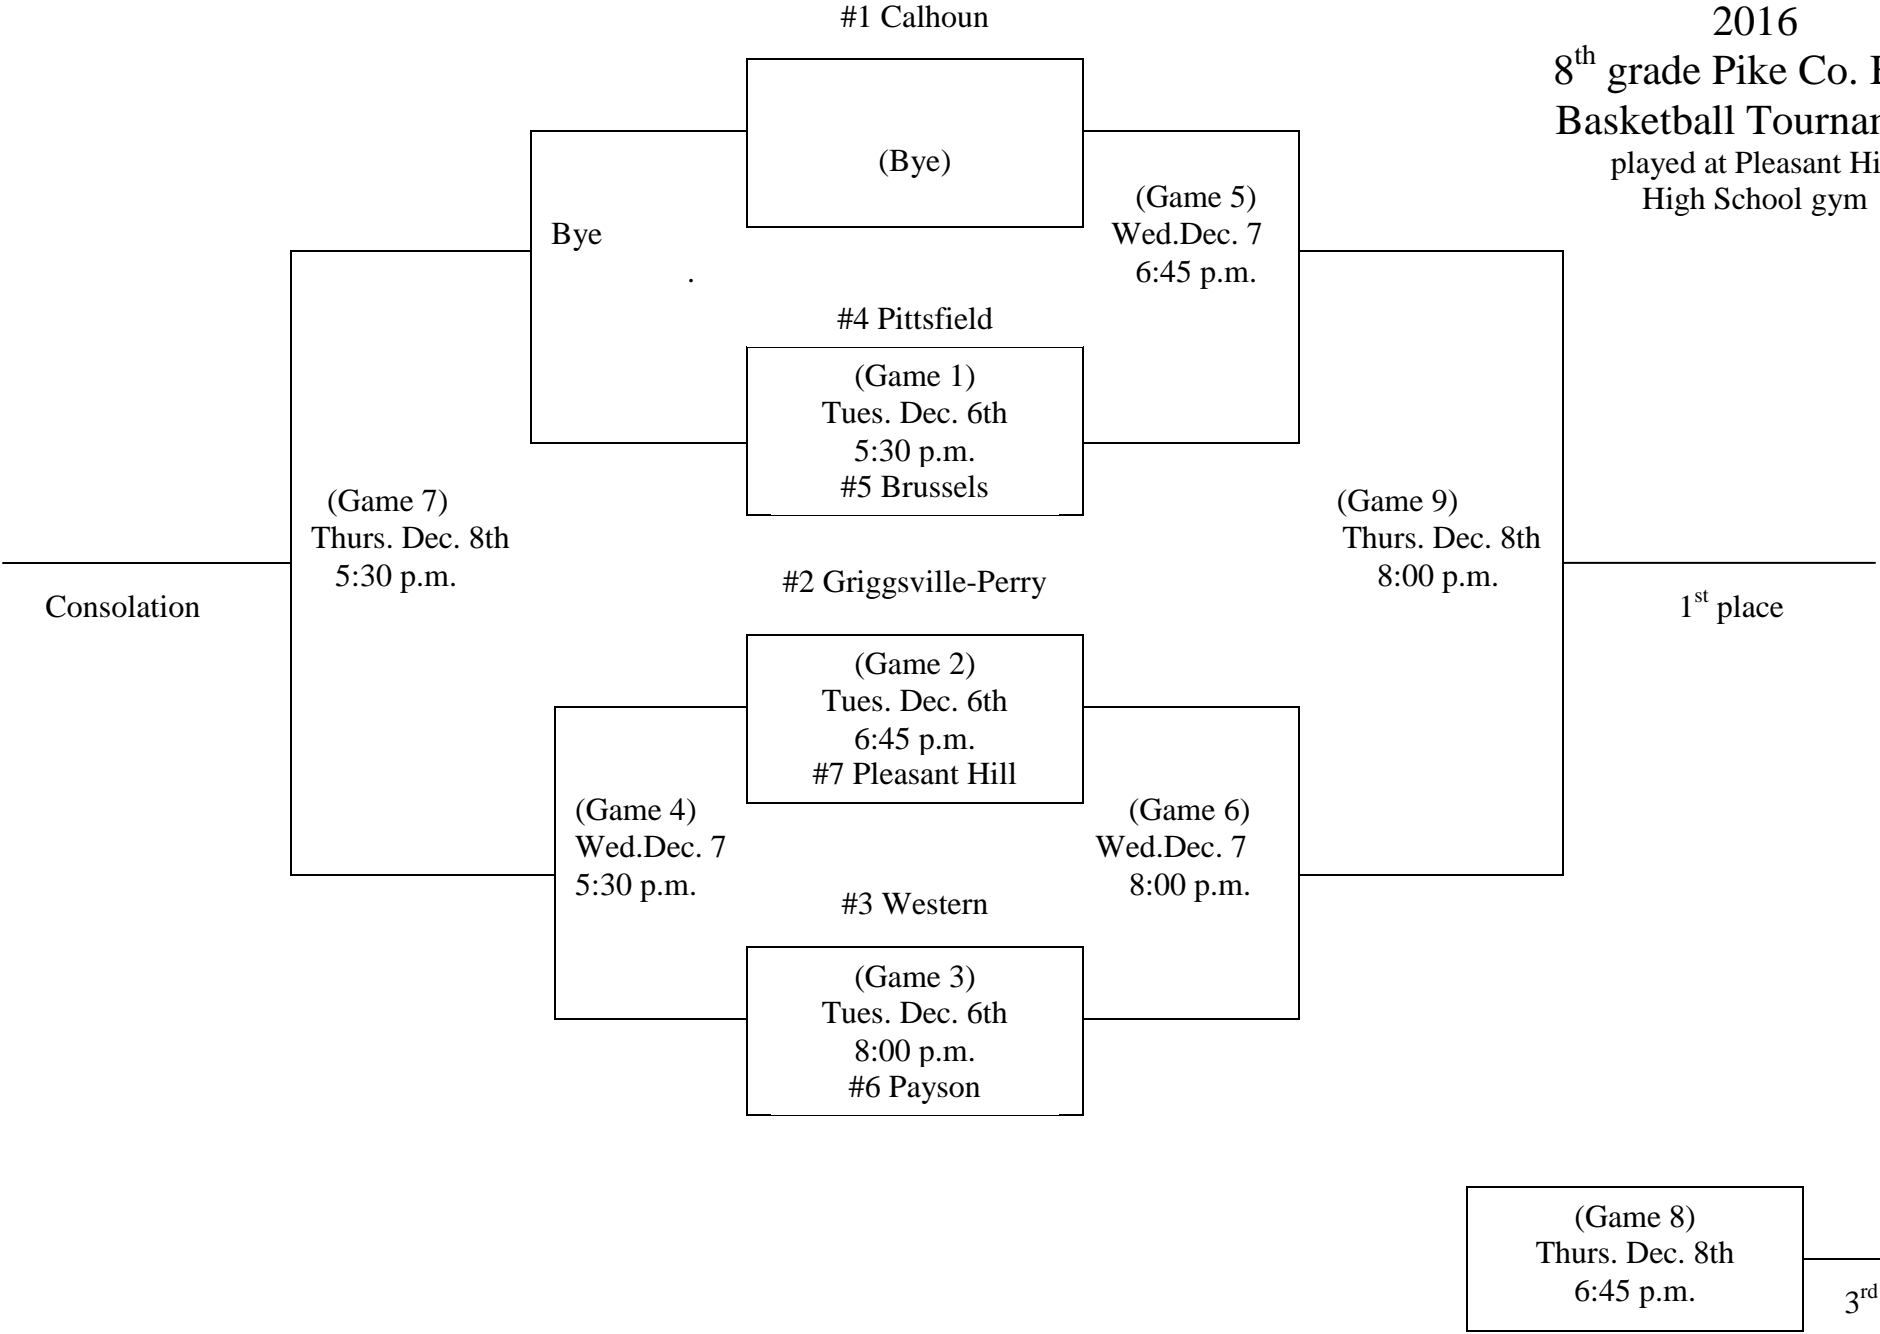 #1 Calhoun
2016
8th grade Pike Co.
Basketball
played at Pleasant
High School gym
(Bye)
(Game 5)
Wed.Dec. 7
6:45 p.m.
Bye
.
#4 Pittsfield
(Game 1)
Tues. Dec. 6th
5:30 p.m.
#5 Brussels
(Game 7)
Thurs. Dec. 8th
5:30 p.m.
Consolation
(Game 9)
Thurs. Dec. 8th
8:00 p.m.
1st place
#2 Griggsville-Perry
(Game 2)
Tues. Dec. 6th
6:45 p.m.
#7 Pleasant Hill
(Game 4)
Wed.Dec. 7
5:30 p.m.
(Game 6)
Wed.Dec. 7
8:00 p.m.
#3 Western
(Game 3)
Tues. Dec. 6th
8:00 p.m.
#6 Payson
(Game 8)
Thurs. Dec. 8th
6:45 p.m.
3rd